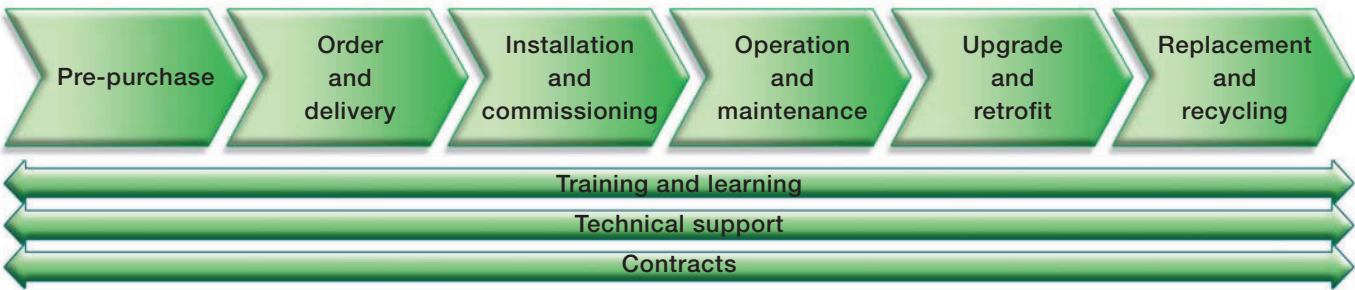 Pre-purchase
Order
and
delivery
Installation
and
commissioning
Operation
and
maintenance
Upgrade
and
retrofit
Replacement
and
recycling
Training and learning
Technical support
Contracts